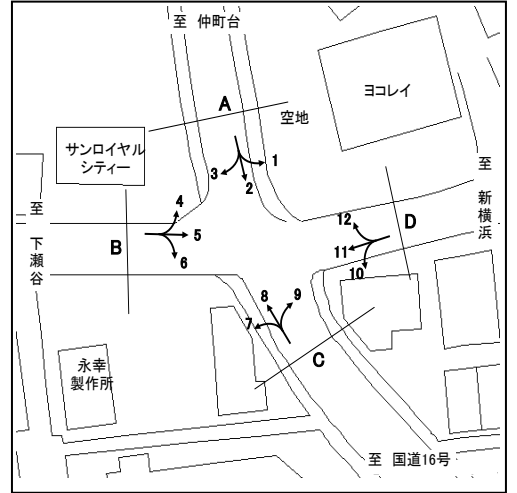 至 仲町台
A
空地
ヨコレイ
サンロイヤル
シティー
至 新横浜
至 下瀬谷
3
1
2
4
5
6
B
12
11
10
D
8
9
7
C
永幸
製作所
至 国道16号